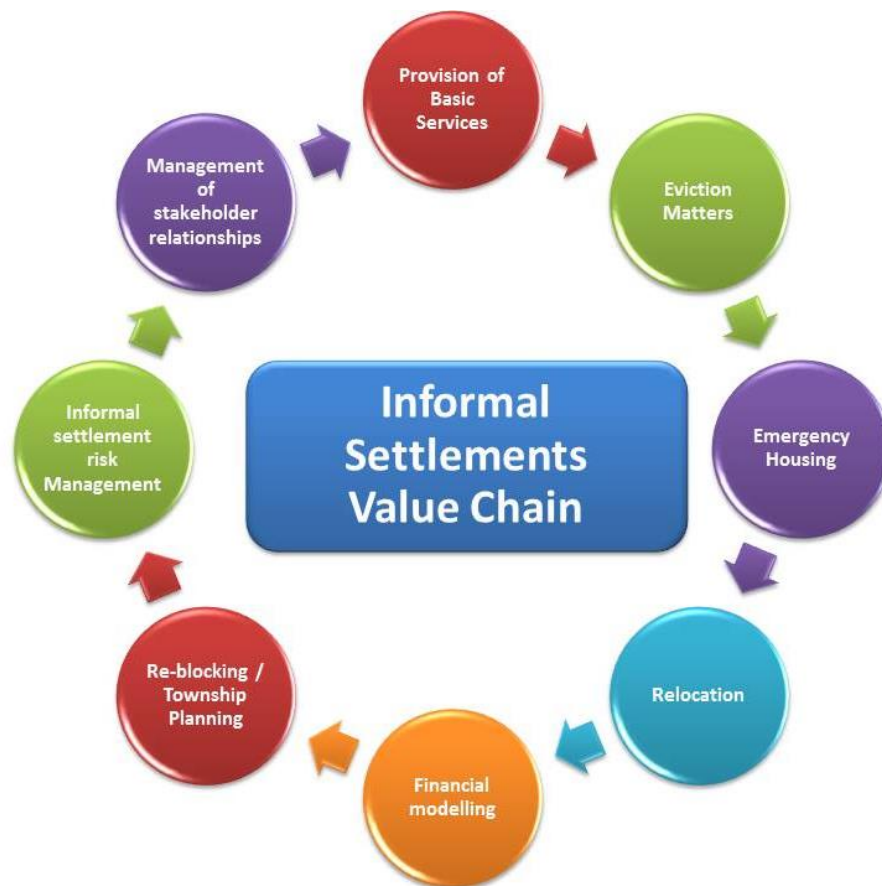 Provision of
Basic
Services
Eviction
Matters
Emergency
Housing
Relocation
Financial
modelling
Re-blocking /
Township
Planning
Informal
settlement
risk
Management
Management
of
stakeholder
relationships
Informal
Settlements
Value Chain